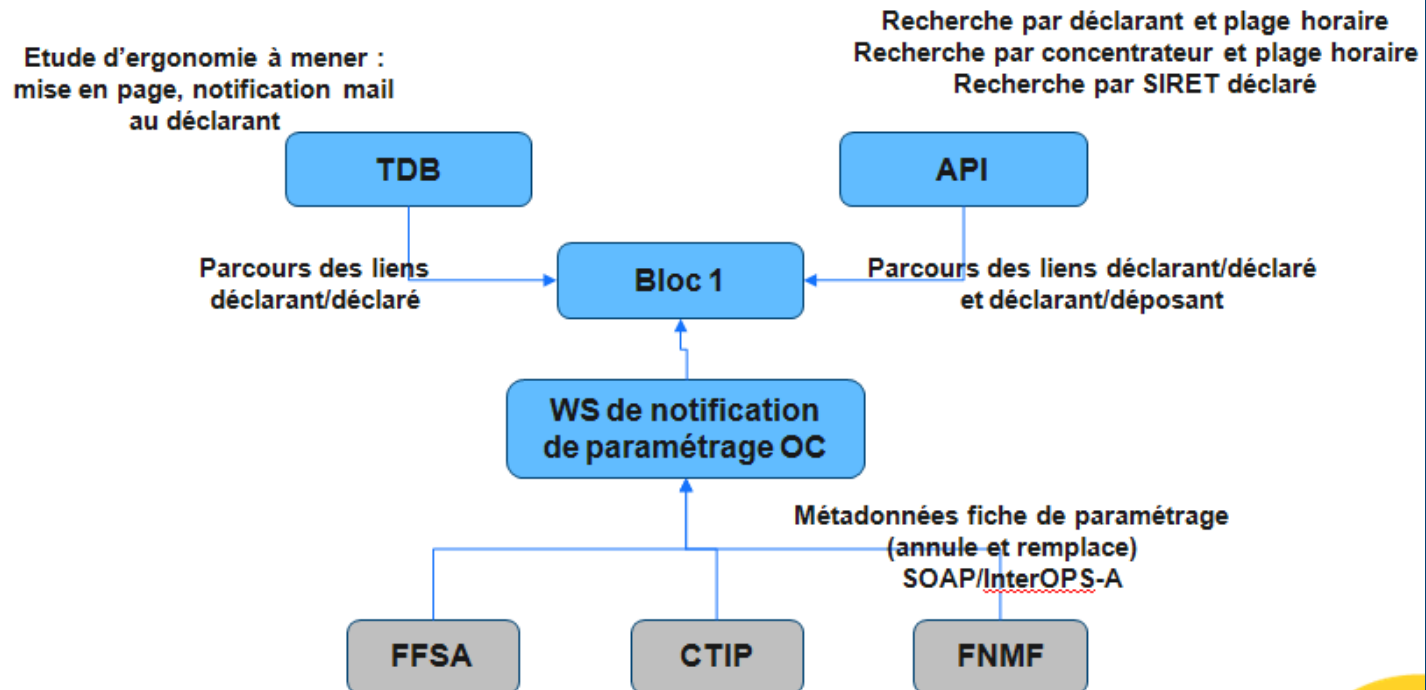 Recherche par déclarant et plage horaire
Recherche par concentrateur et plage horaire
Recherche par SIRET déclaré
Etude d'ergonomie à mener :
mise en page, notification mail
au déclarant
TDB
API
Parcours des liens
déclarant/déclaré
Bloc 1
Parcours des liens déclarant/déclaré
et déclarant/déposant
WS de notification
de paramétrage OC
Métadonnées fiche de paramétrage
(annule et remplace)
SOAP/InterOPS-A
FFSA
CTIP
FNMF